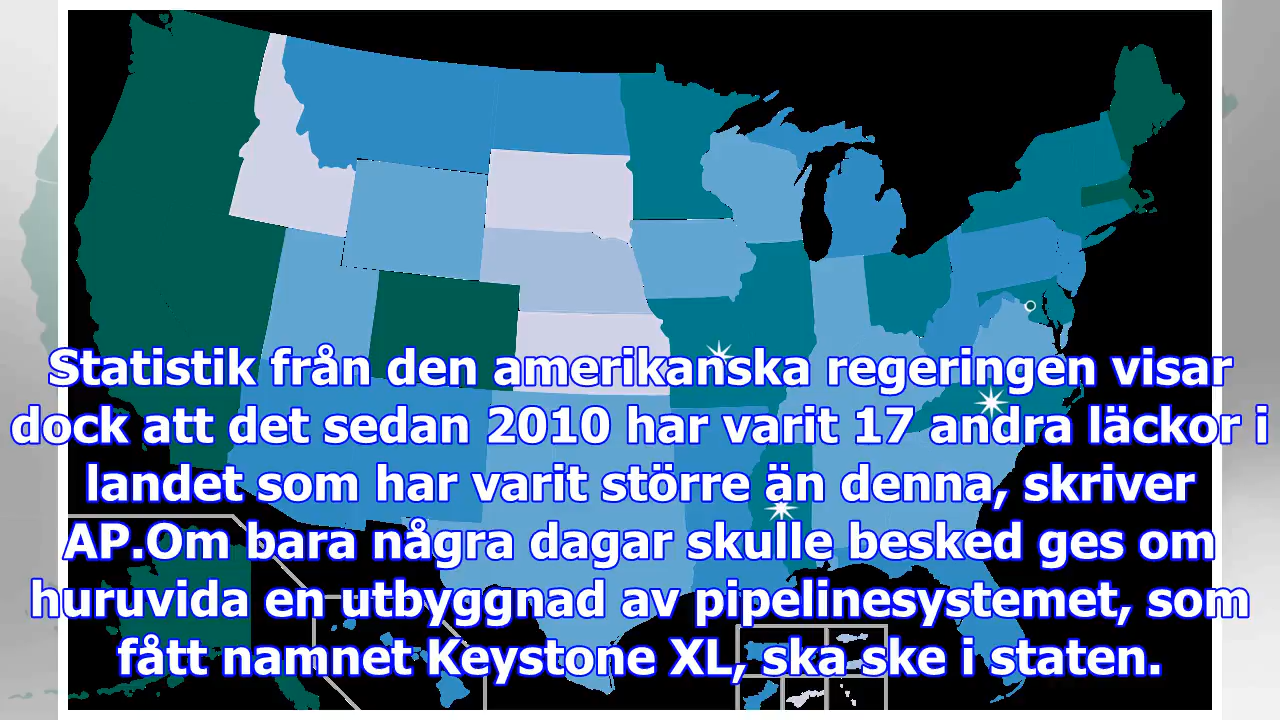 Statistik från den amerikanska regeringen visar
dock att det sedan 2010 har varit 17 andra läckor i
landet som har varit större än denna, skriver
AP.Om bara några dagar skulle besked ges om
huruvida en utbyggnad av pipelinesystemet, som
fått namnet Keystone XL, ska ske i staten.